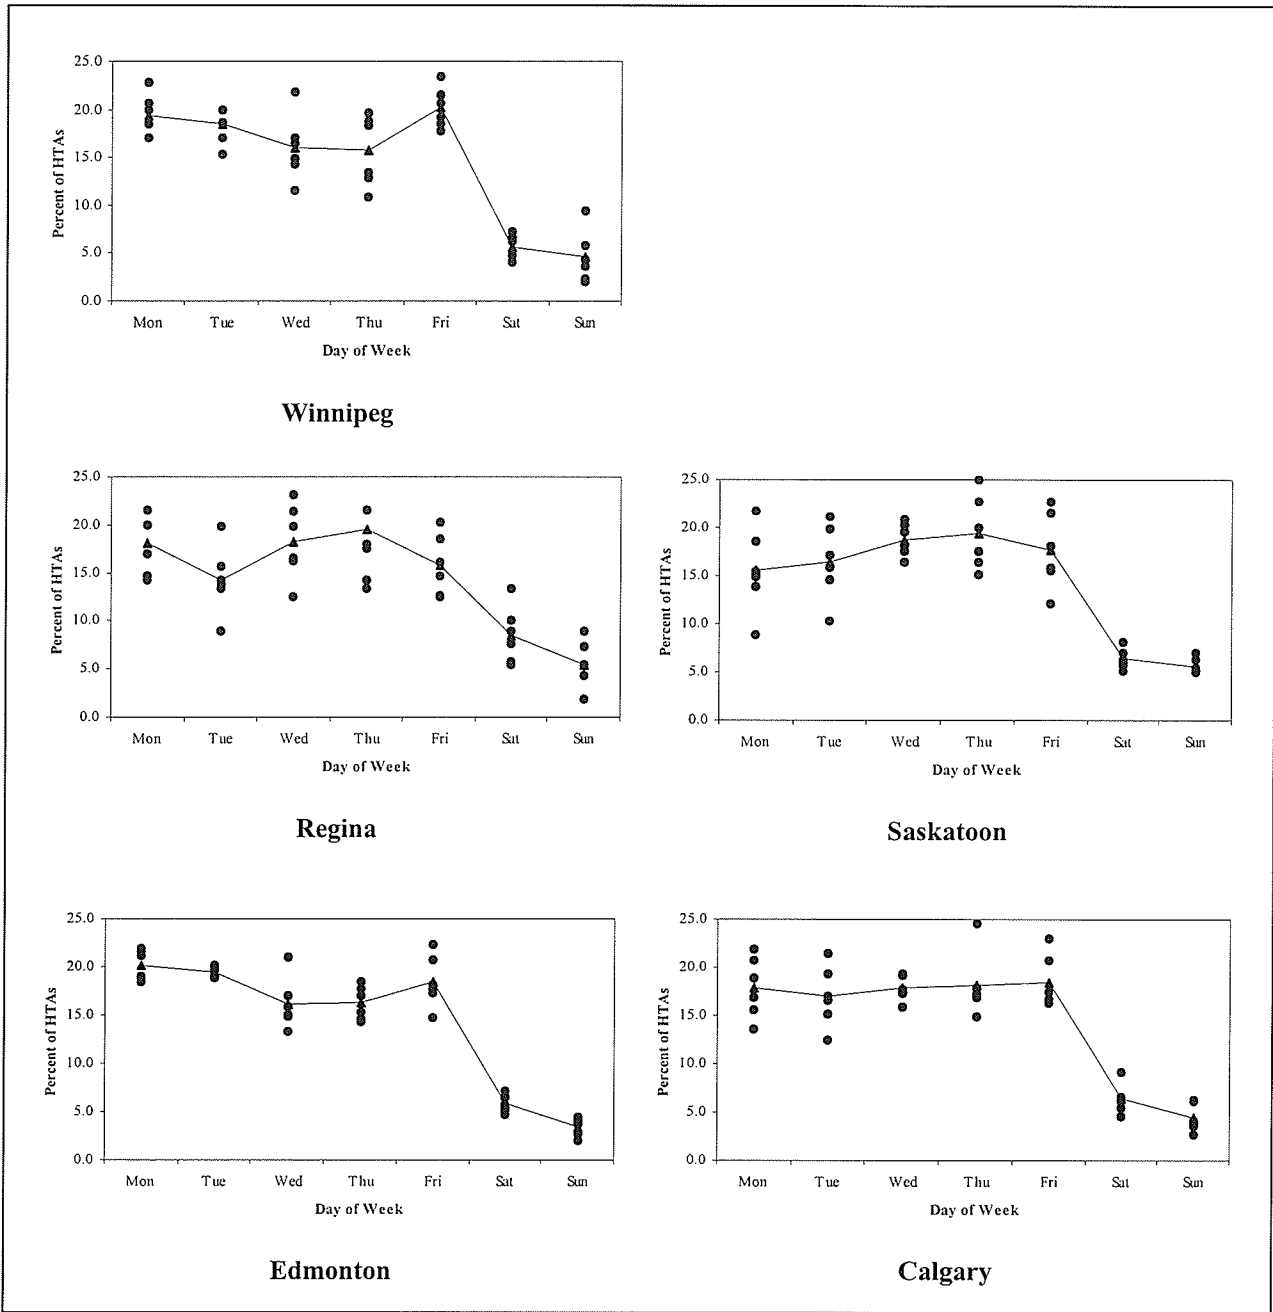 25.0
20.0
15.0
10.0
5.0
0.0
Percent of HTAs
Mon Tue Wed Thu Fri Sat Sun
Day of Week
Winnipeg
25.0
20.0
15.0
10.0
5.0
0.0
Percent of HTAs
Mon Tue Wed Thu Fri Sat Sun
Day of Week
Regina
25.0
20.0
15.0
10.0
5.0
0.0
Percent of HTAs
Mon Tue Wed Thu Fri Sat Sun
Day of Week
Saskatoon
25.0
20.0
15.0
10.0
5.0
0.0
Percent of HTAs
Mon Tue Wed Thu Fri Sat Sun
Day of Week
Edmonton
25.0
20.0
15.0
10.0
5.0
0.0
Percent of HTAs
Mon Tue Wed Thu Fri Sat Sun
Day of Week
Calgary